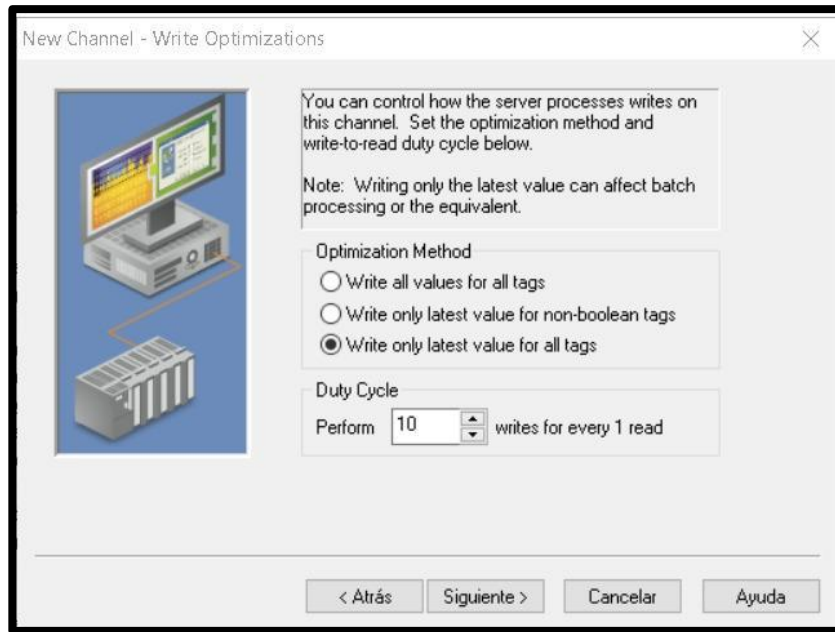 New Channel - Write Optimizations
You can control how the server processes writes on
this channel. Set the optimization method and
write-to-read duty cycle below.
Note: Writing only the latest value can affect batch
processing or the equivalent.
Optimization Method
Write all values for all tags
Write only latest value for non-boolean tags
Write only latest value for all tags
Duty Cycle
Perform 10 writes for every 1 read
< Atrás Siguiente > Cancelar Ayuda